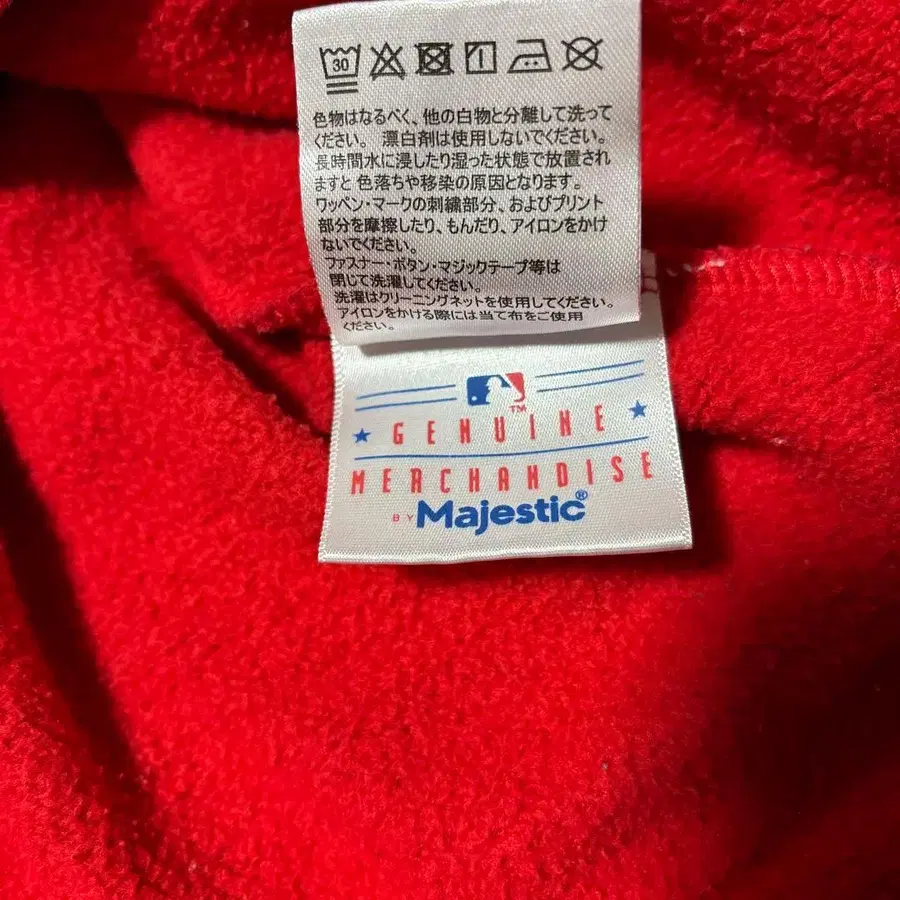 30
色物はなるべく、他の白物と分離して洗って
ください。 漂白剤は使用しないでください。
長時間水に浸したり湿った状態で放置され
ますと 色落ちや移染の原因となります。
ワッペン・マークの刺繍部分、およびプリント
部分を摩擦したり、もんだり、アイロンをかけ
ないでください。
ファスナー・ボタン・マジックテープ等は
閉じて洗濯してください。
洗濯はクリーニングネットを使用してください。
アイロンをかける際には当て布をご使用
ください。
TM
GENUINE
MERCHANDISE
BY Majestic®